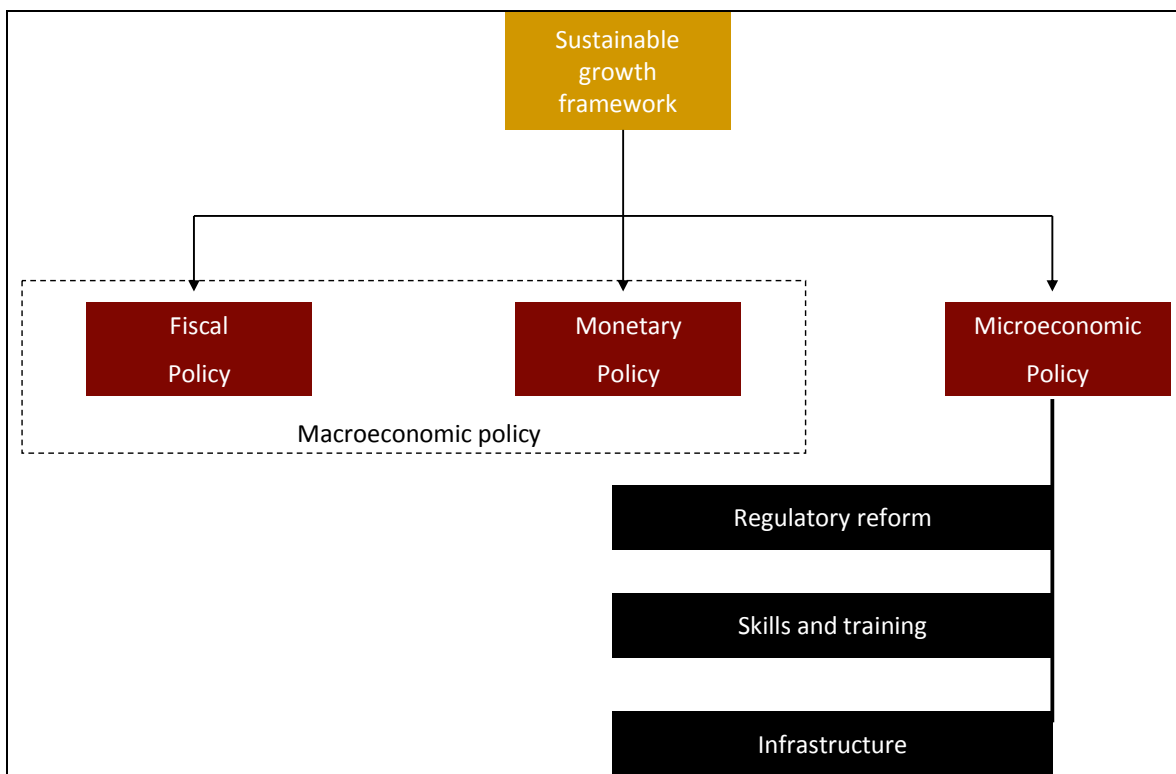 Sustainable
growth
framework
Fiscal
Policy
Monetary
Policy
Microeconomic
Policy
Macroeconomic policy
Regulatory reform
Skills and training
Infrastructure